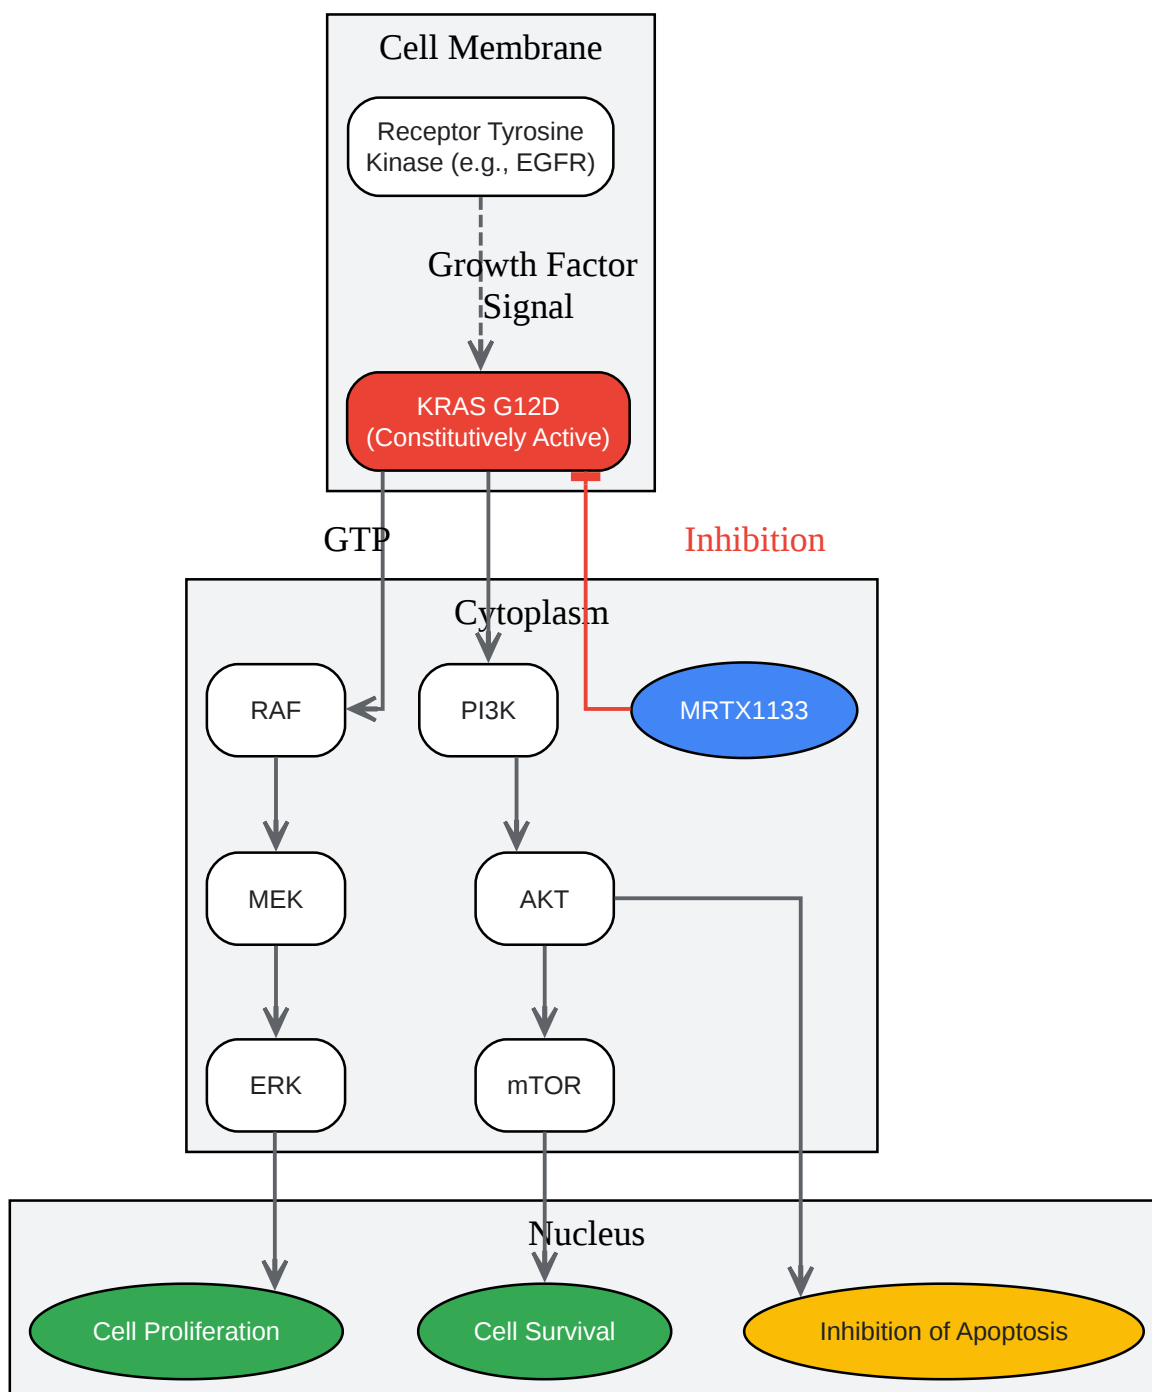 Cell Membrane
Receptor Tyrosine
Kinase (e.g., EGFR)
Growth Factor
Signal
KRAS G12D
(Constitutively Active)
GTP
Inhibition
Cytoplasm
RAF
PI3K
MRTX1133
MEK
AKT
ERK
mTOR
Nucleus
Cell Proliferation
Cell Survival
Inhibition of Apoptosis